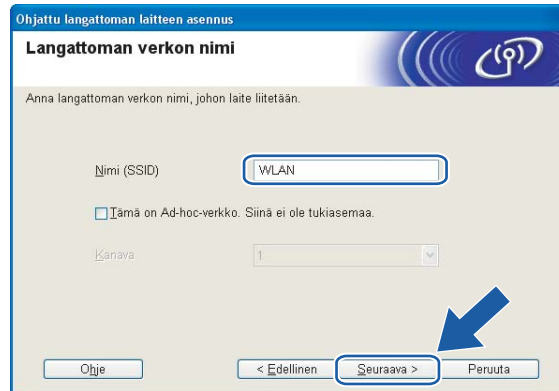 Ohjattu langattoman laitteen asennus
Langattoman verkon nimi
Anna langattoman verkon nimi, johon laite liitetään.
Nimi (SSID) WLAN
Tämä on Ad-hoc-verkko. Siinä ei ole tukiasemaa.
Kanava 1
Ohje < Edellinen Seuraava > Peruuta